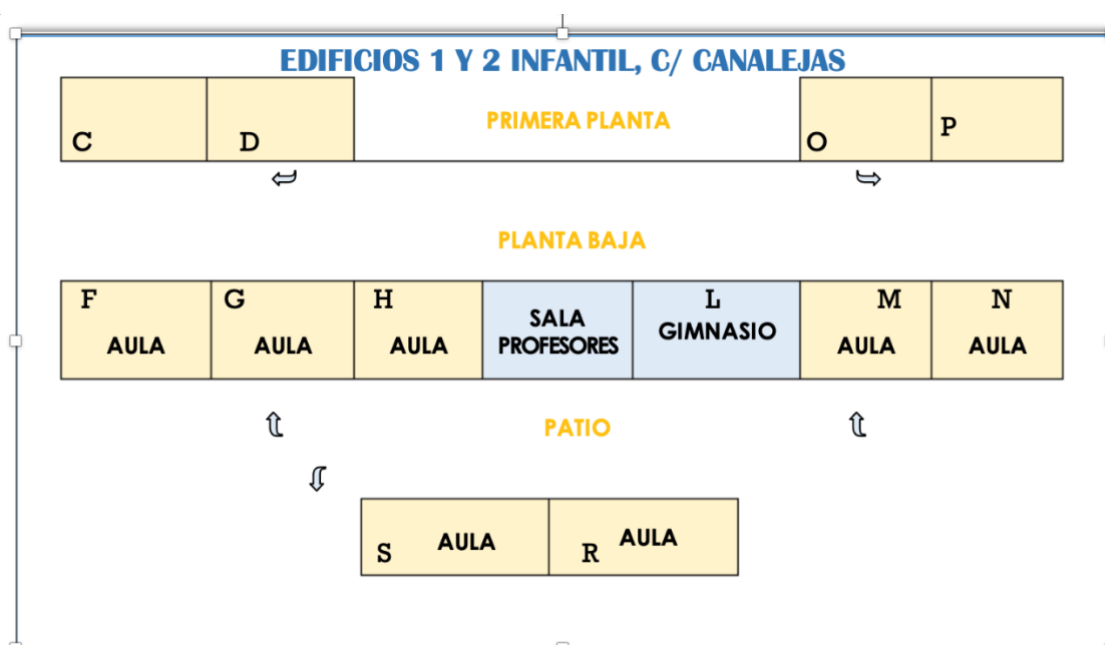 EDIFICIOS 1 Y 2 INFANTIL, C/ CANALEJAS
PRIMERA PLANTA
C
D
O
P
PLANTA BAJA
F
AULA
G
AULA
H
AULA
SALA
PROFESORES
L
GIMNASIO
M
AULA
N
AULA
PATIO
S
AULA
R
AULA